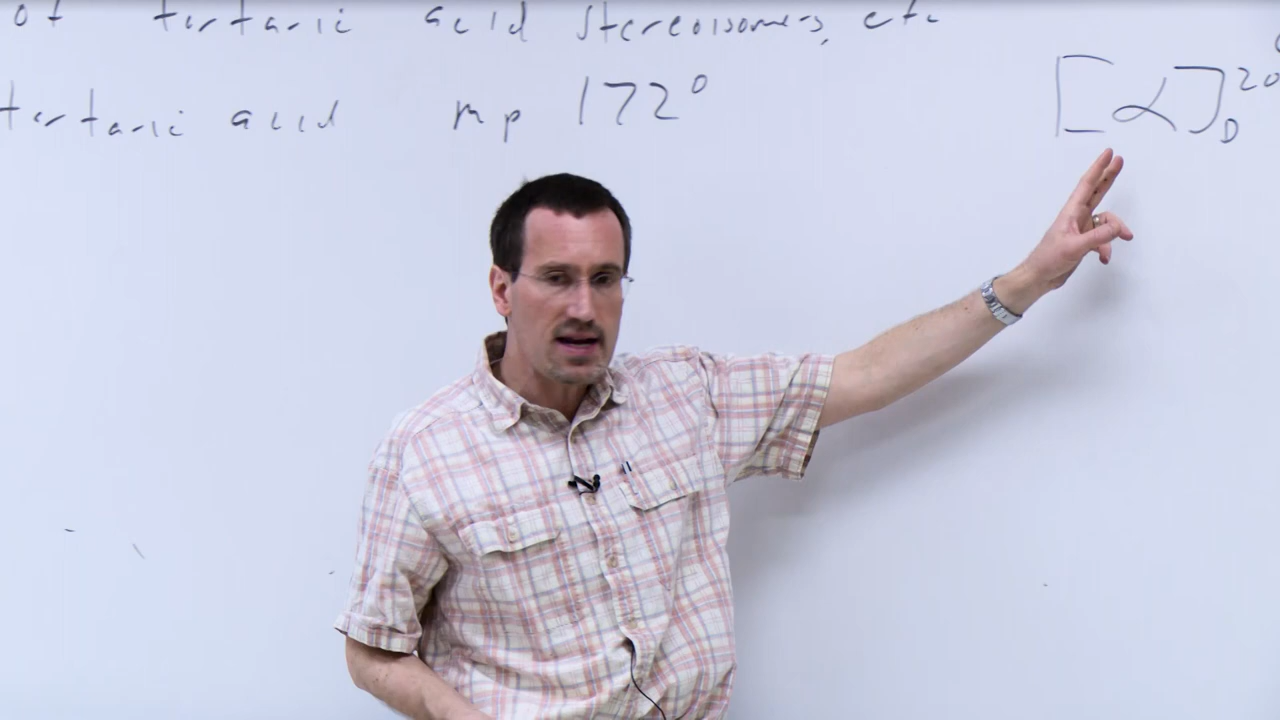 of tartaric acid stereoisomers, etc
tartaric acid mp 172° [α]D20